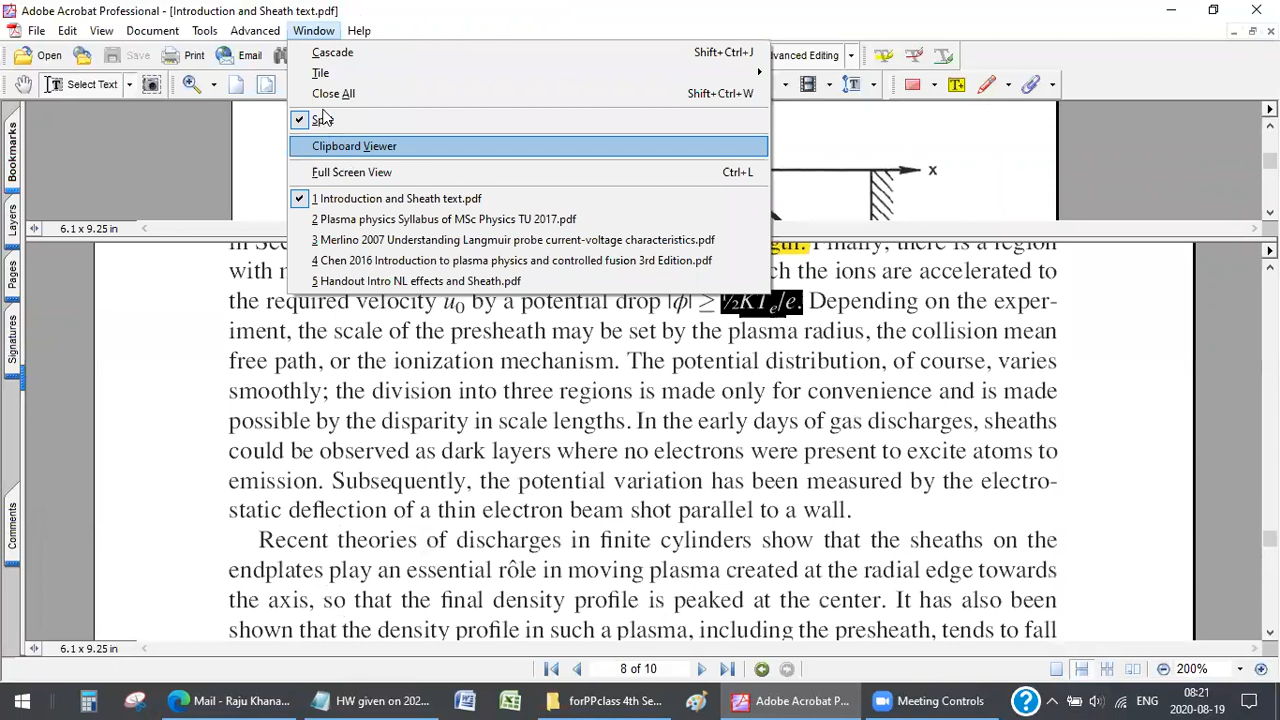 Adobe Acrobat Professional - [Introduction and Sheath text.pdf]
File Edit View Document Tools Advanced Window Help
Open Save Print Email
Advanced Editing
Select Text
Cascade Shift+Ctrl+J
Tile
Close All Shift+Ctrl+W
Clipboard Viewer
Full Screen View Ctrl+L
1 Introduction and Sheath text.pdf
2 Plasma physics Syllabus of MSc Physics TU 2017.pdf
3 Merlino 2007 Understanding Langmuir probe current-voltage characteristics.pdf
4 Chen 2016 Introduction to plasma physics and controlled fusion 3rd Edition.pdf
5 Handout Intro NL effects and Sheath.pdf
Bookmarks
Layers
Pages
Signatures
Comments
x
6.1 x 9.25 in
in Sec Finally, there is a region
with the ions are accelerated to
the required velocity u₀ by a potential drop |ϕ| ≥ ½KTₑ/e. Depending on the exper-
iment, the scale of the presheath may be set by the plasma radius, the collision mean
free path, or the ionization mechanism. The potential distribution, of course, varies
smoothly; the division into three regions is made only for convenience and is made
possible by the disparity in scale lengths. In the early days of gas discharges, sheaths
could be observed as dark layers where no electrons were present to excite atoms to
emission. Subsequently, the potential variation has been measured by the electro-
static deflection of a thin electron beam shot parallel to a wall.
Recent theories of discharges in finite cylinders show that the sheaths on the
endplates play an essential rôle in moving plasma created at the radial edge towards
the axis, so that the final density profile is peaked at the center. It has also been
shown that the density profile in such a plasma, including the presheath, tends to fall
6.1 x 9.25 in
8 of 10
200%
Mail - Raju Khana...
HW given on 202...
forPPclass 4th Se...
Adobe Acrobat P...
Meeting Controls
ENG
08:21
2020-08-19